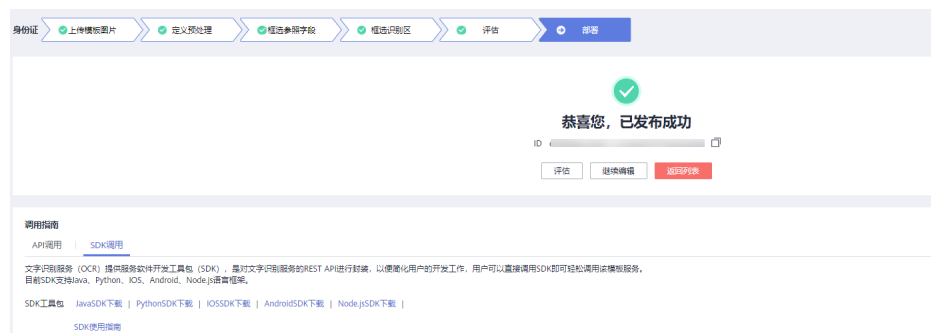 身份证 上传模板图片 定义预处理 框选参照字段 框选识别区 评估 部署
恭喜您，已发布成功
ID
评估 继续编辑 返回列表
调用指南
API调用 | SDK调用
文字识别服务（OCR）提供服务软件开发工具包（SDK），是对文字识别服务的REST API进行封装，以便简化用户的开发工作，用户可以直接调用SDK即可轻松调用该模板服务。
目前SDK支持Java、Python、IOS、Android、Node.js语言框架。
SDK工具包 JavaSDK下载 | PythonSDK下载 | IOSSDK下载 | AndroidSDK下载 | Node.jsSDK下载 |
SDK使用指南